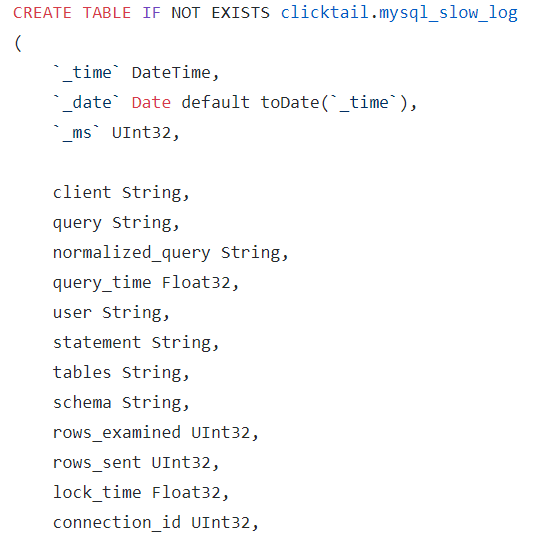 CREATE TABLE IF NOT EXISTS clicktail.mysql_slow_log
(
    `_time` DateTime,
    `_date` Date default toDate(`_time`),
    `_ms` UInt32,

    client String,
    query String,
    normalized_query String,
    query_time Float32,
    user String,
    statement String,
    tables String,
    schema String,
    rows_examined UInt32,
    rows_sent UInt32,
    lock_time Float32,
    connection_id UInt32,